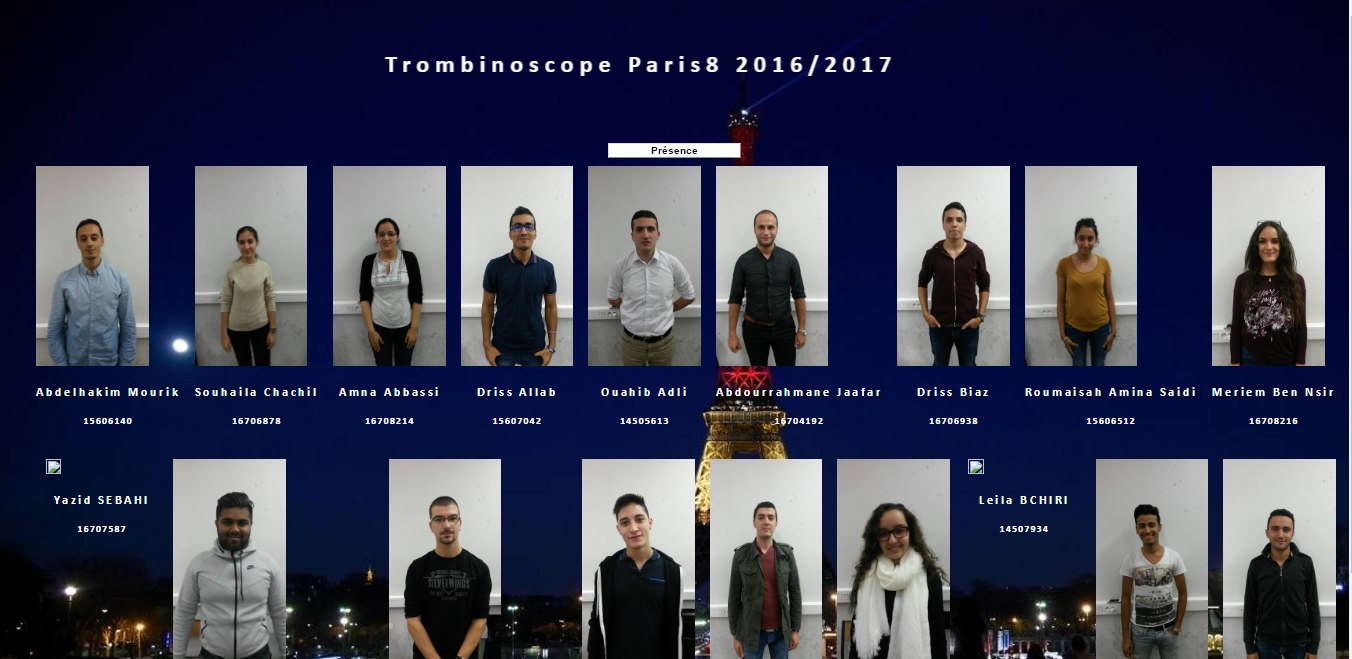 Trombinoscope Paris8 2016/2017
Présence
Abdelhakim Mourik
15606140
Souhaila Chachil
16706878
Amna Abbassi
16708214
Driss Allab
15607042
Ouahib Adli
14505613
Abdourrahmane Jaafar
16704192
Driss Biaz
16706938
Roumaisah Amina Saidi
15606512
Meriem Ben Nsir
16708216
Yazid SEBAHI
16707587
SILVERWINGS
Leila BCHIRI
14507934